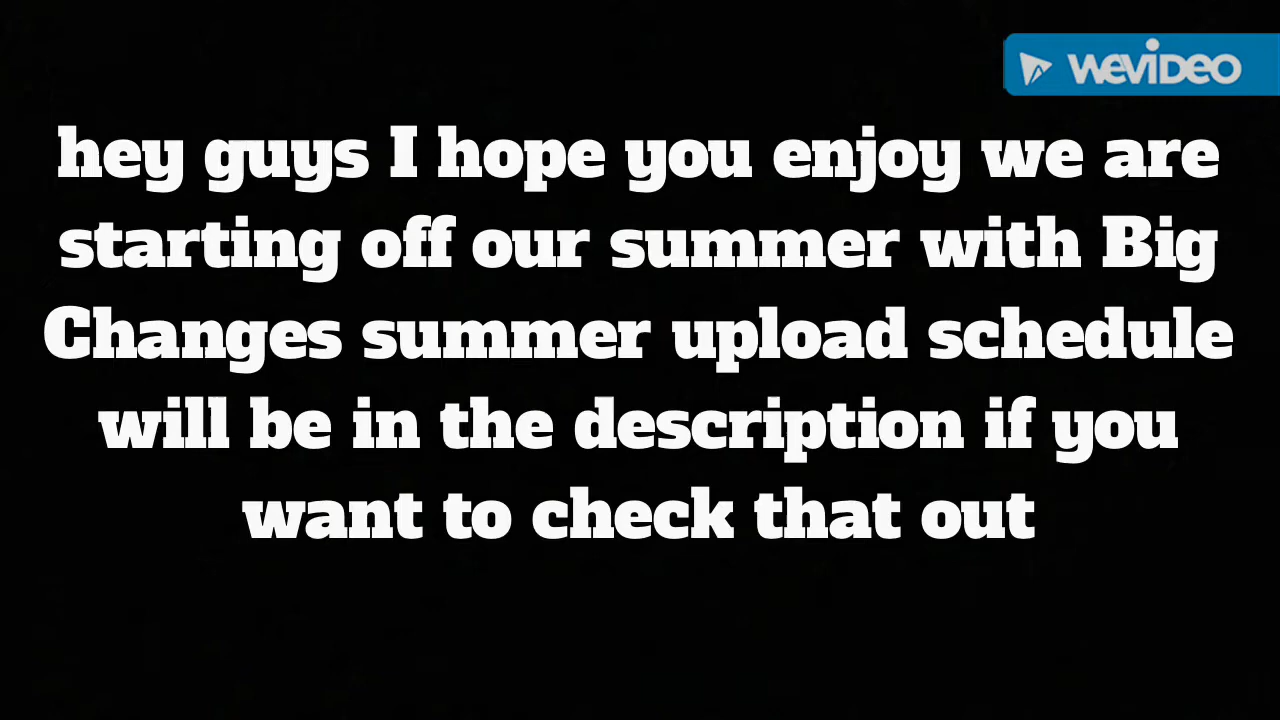 WEVIDEO
hey guys I hope you enjoy we are
starting off our summer with Big
Changes summer upload schedule
will be in the description if you
want to check that out